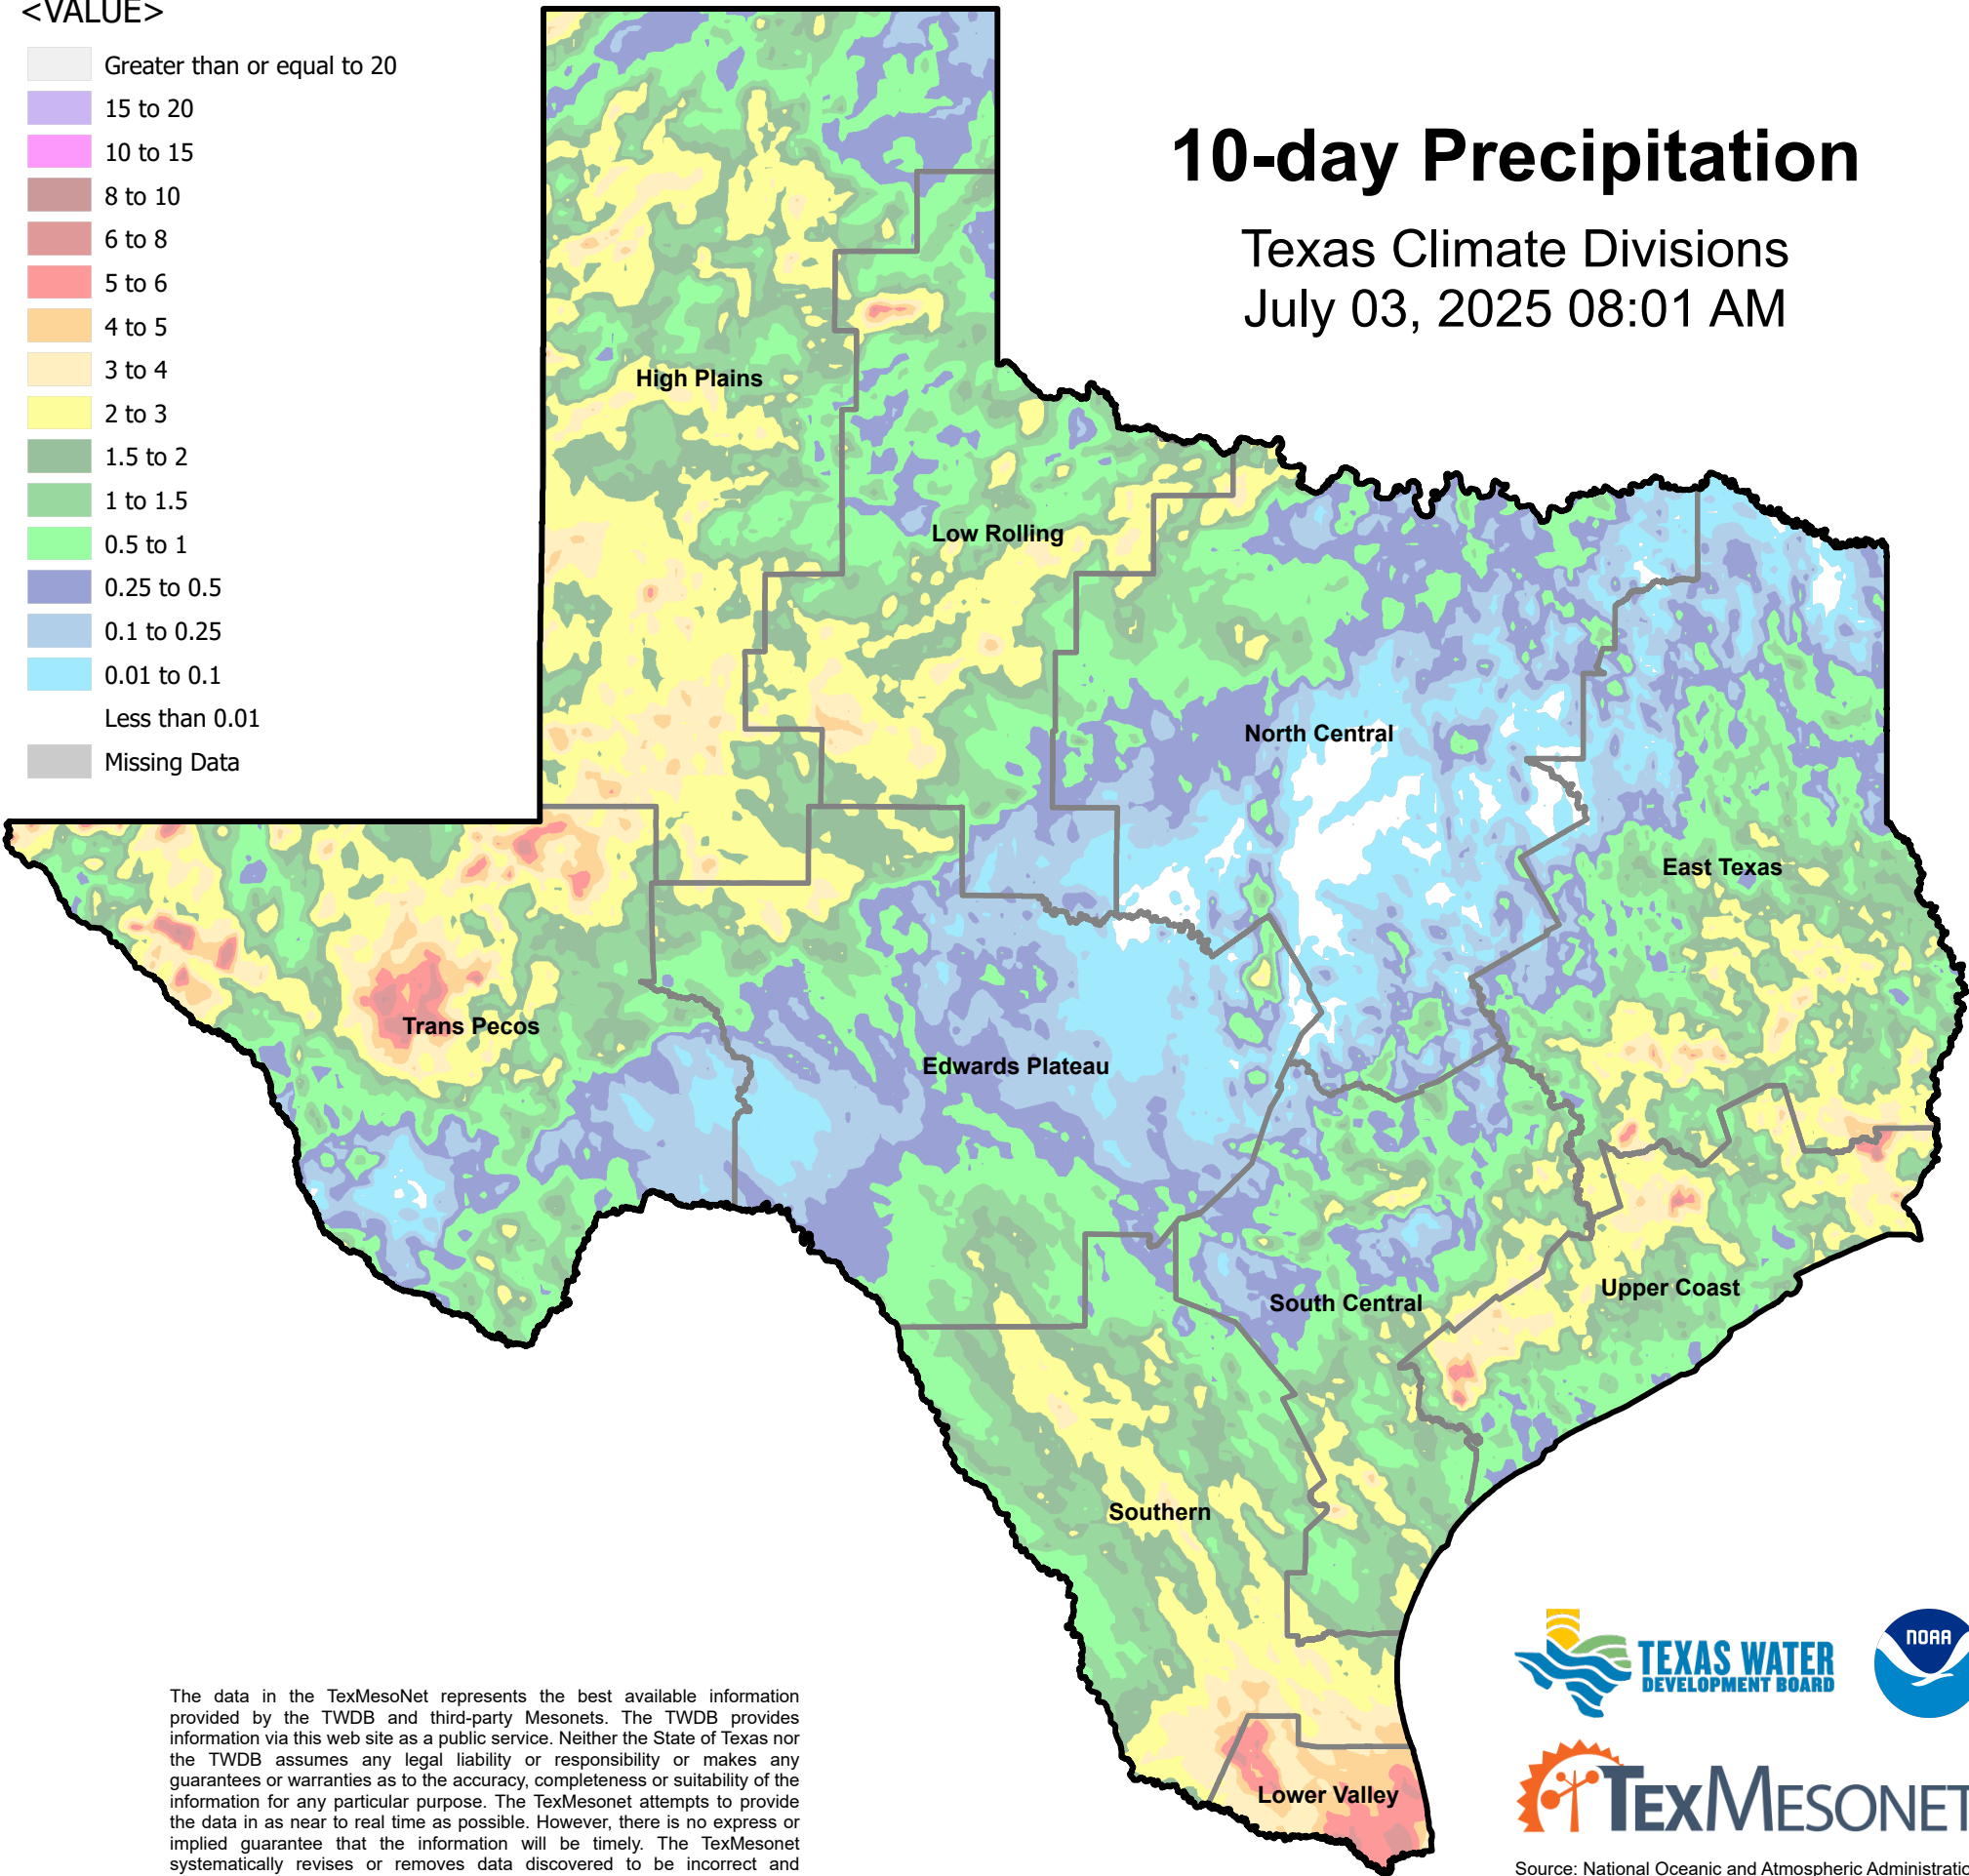 <VALUE>
Greater than or equal to 20
15 to 20
10 to 15
8 to 10
6 to 8
5 to 6
4 to 5
3 to 4
2 to 3
1.5 to 2
1 to 1.5
0.5 to 1
0.25 to 0.5
0.1 to 0.25
0.01 to 0.1
Less than 0.01
Missing Data
10-day Precipitation
Texas Climate Divisions
July 03, 2025 08:01 AM
High Plains
Low Rolling
North Central
East Texas
Trans Pecos
Edwards Plateau
South Central
Upper Coast
Southern
Lower Valley
The data in the TexMesoNet represents the best available information
provided by the TWDB and third-party Mesonets. The TWDB provides
information via this web site as a public service. Neither the State of Texas nor
the TWDB assumes any legal liability or responsibility or makes any
guarantees or warranties as to the accuracy, completeness or suitability of the
information for any particular purpose. The TexMesonet attempts to provide
the data in as near to real time as possible. However, there is no express or
implied guarantee that the information will be timely. The TexMesonet
systematically revises or removes data discovered to be incorrect and
TEXAS WATER
DEVELOPMENT BOARD
NOAA
TEXMESONET
Source: National Oceanic and Atmospheric Administratio